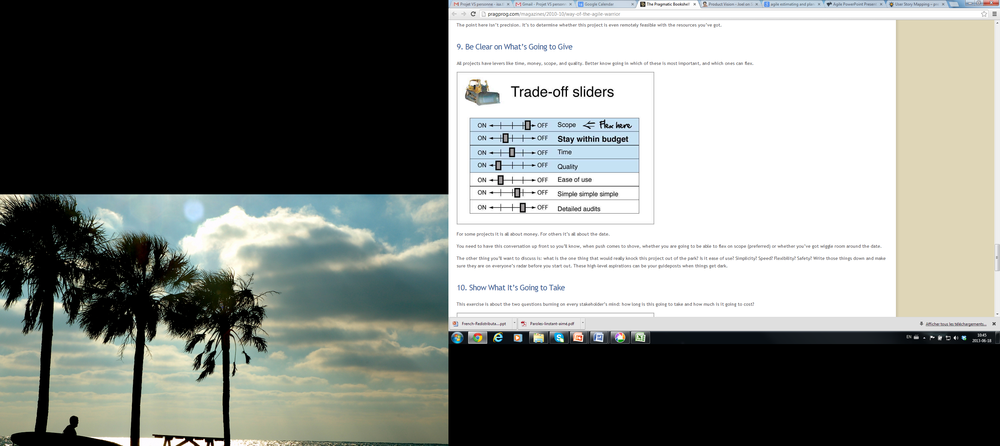 Projet VS personne - isa.t
Gmail - Projet VS personn
18 Google Calendar
The Pragmatic Bookshelf
Product Vision - Joel on S
agile estimating and plan
Agile PowerPoint Present
User Story Mapping – pre
pragprog.com/magazines/2010-10/way-of-the-agile-warrior
The point here isn’t precision. It’s to determine whether this project is even remotely feasible with the resources you’ve got.
9. Be Clear on What’s Going to Give
All projects have levers like time, money, scope, and quality. Better know going in which of these is most important, and which ones can flex.
Trade-off sliders
ON OFF Scope Flex here
ON OFF Stay within budget
ON OFF Time
ON OFF Quality
ON OFF Ease of use
ON OFF Simple simple simple
ON OFF Detailed audits
For some projects it is all about money. For others it’s all about the date.
You need to have this conversation up front so you’ll know, when push comes to shove, whether you are going to be able to flex on scope (preferred) or whether you’ve got wiggle room around the date.
The other thing you’ll want to discuss is: what is the one thing that would really knock this project out of the park? Is it ease of use? Simplicity? Speed? Flexibility? Safety? Write those things down and make
sure they are on everyone’s radar before you start out. These high-level aspirations can be your guideposts when things get dark.
10. Show What It’s Going to Take
This exercise is about the two questions burning on every stakeholder’s mind: how long is this going to take and how much is it going to cost?
French-Redistributa....ppt
Paroles-linstant-aimé.pdf
Afficher tous les téléchargements...
EN
10:45
2013-06-18